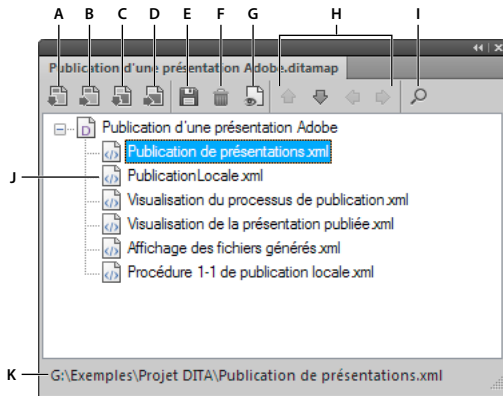 A B C D E F G H I
Publication d'une présentation Adobe.ditamap
Publication d'une présentation Adobe
Publication de présentations.xml
J
PublicationLocale.xml
Visualisation du processus de publication.xml
Visualisation de la présentation publiée.xml
Affichage des fichiers générés.xml
Procédure 1-1 de publication locale.xml
K
G:\Exemples\Projet DITA\Publication de présentations.xml